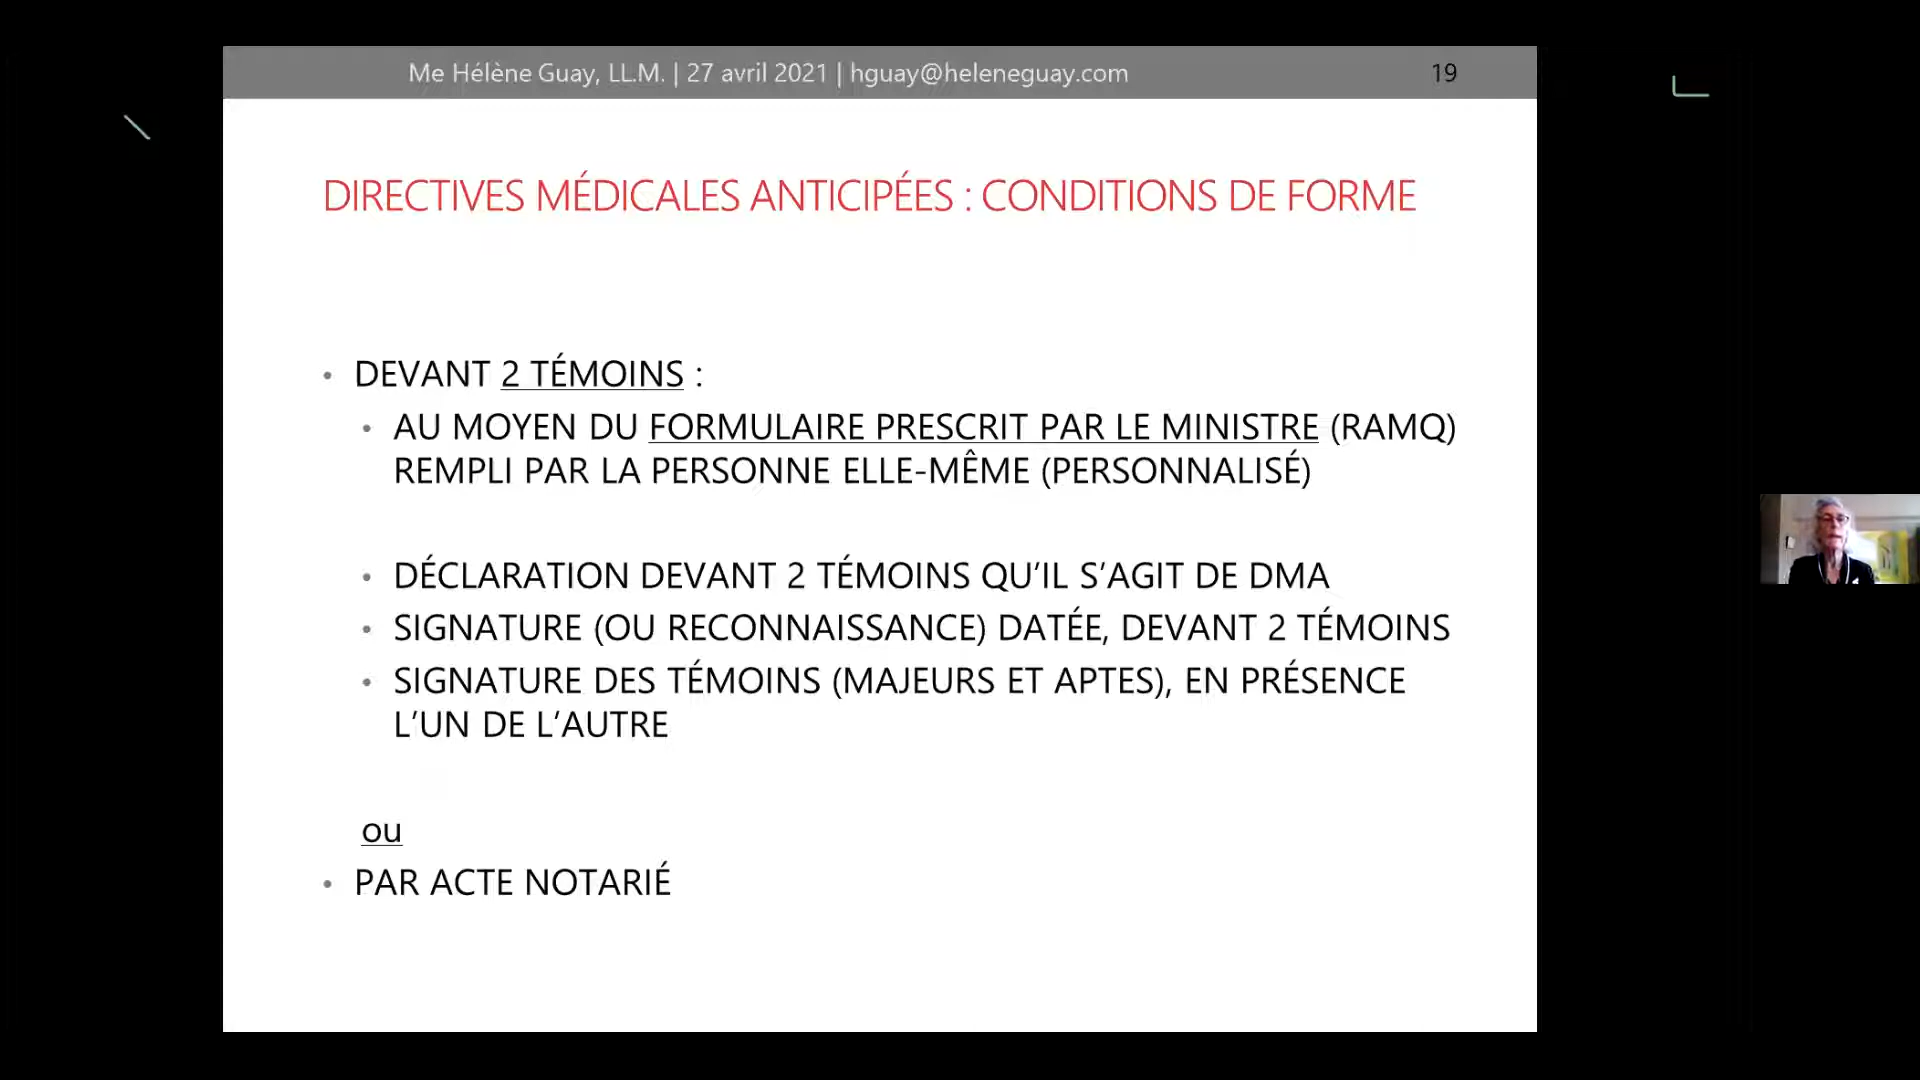 Me Hélène Guay, LL.M. | 27 avril 2021 | hguay@heleneguay.com 19
DIRECTIVES MÉDICALES ANTICIPÉES : CONDITIONS DE FORME
• DEVANT 2 TÉMOINS :
• AU MOYEN DU FORMULAIRE PRESCRIT PAR LE MINISTRE (RAMQ)
REMPLI PAR LA PERSONNE ELLE-MÊME (PERSONNALISÉ)
• DÉCLARATION DEVANT 2 TÉMOINS QU’IL S’AGIT DE DMA
• SIGNATURE (OU RECONNAISSANCE) DATÉE, DEVANT 2 TÉMOINS
• SIGNATURE DES TÉMOINS (MAJEURS ET APTES), EN PRÉSENCE
L’UN DE L’AUTRE
ou
• PAR ACTE NOTARIÉ